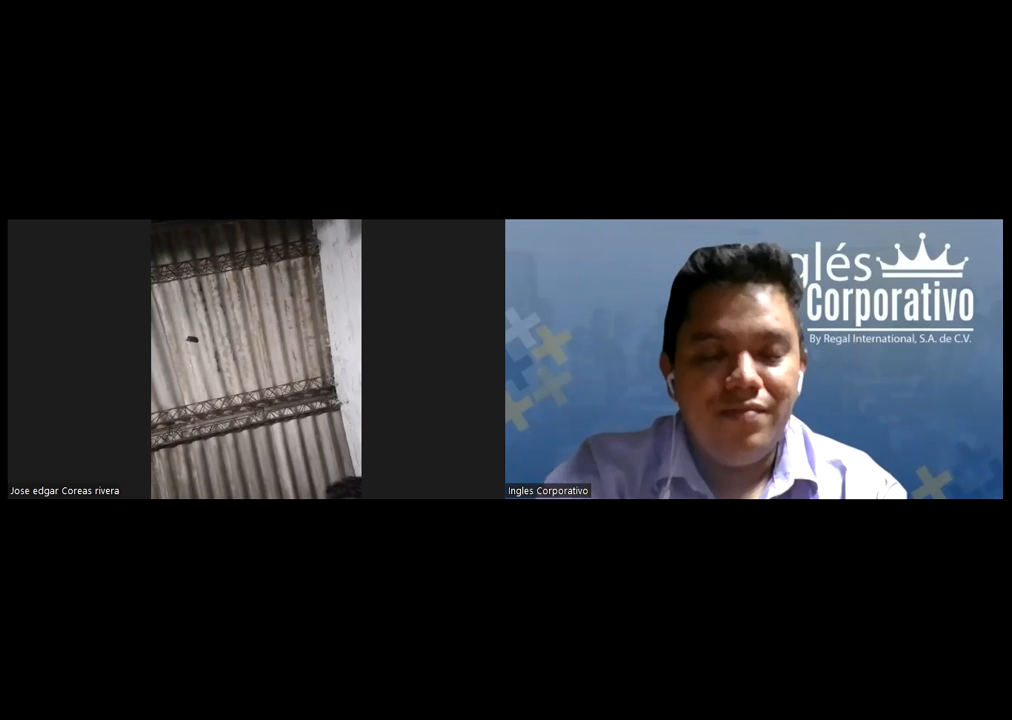 glés
Corporativo
By Regal International, S.A. de C.V.
Jose edgar Coreas rivera
Ingles Corporativo